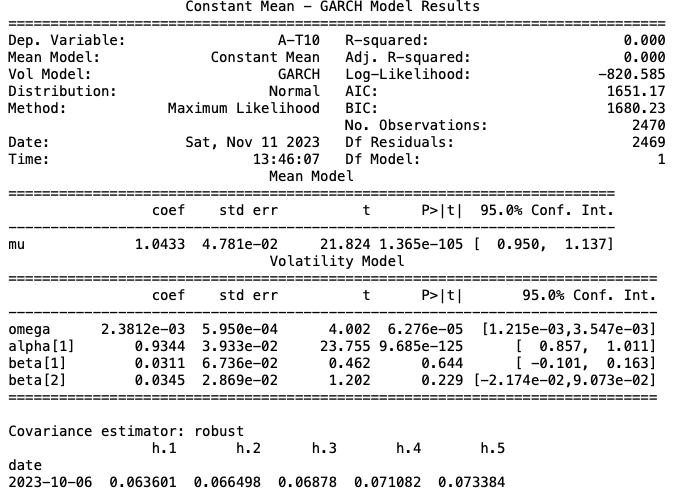 Constant Mean - GARCH Model Results
==============================================================================
Dep. Variable: A-T10 R-squared: 0.000
Mean Model: Constant Mean Adj. R-squared: 0.000
Vol Model: GARCH Log-Likelihood: -820.585
Distribution: Normal AIC: 1651.17
Method: Maximum Likelihood BIC: 1680.23
No. Observations: 2470
Date: Sat, Nov 11 2023 Df Residuals: 2469
Time: 13:46:07 Df Model: 1
Mean Model
========================================================================
coef std err t P>|t| 95.0% Conf. Int.
------------------------------------------------------------------------
mu 1.0433 4.781e-02 21.824 1.365e-105 [ 0.950, 1.137]
Volatility Model
=============================================================================
coef std err t P>|t| 95.0% Conf. Int.
-----------------------------------------------------------------------------
omega 2.3812e-03 5.950e-04 4.002 6.276e-05 [1.215e-03,3.547e-03]
alpha[1] 0.9344 3.933e-02 23.755 9.685e-125 [ 0.857, 1.011]
beta[1] 0.0311 6.736e-02 0.462 0.644 [ -0.101, 0.163]
beta[2] 0.0345 2.869e-02 1.202 0.229 [-2.174e-02,9.073e-02]
=============================================================================
Covariance estimator: robust
h.1 h.2 h.3 h.4 h.5
date
2023-10-06 0.063601 0.066498 0.06878 0.071082 0.073384